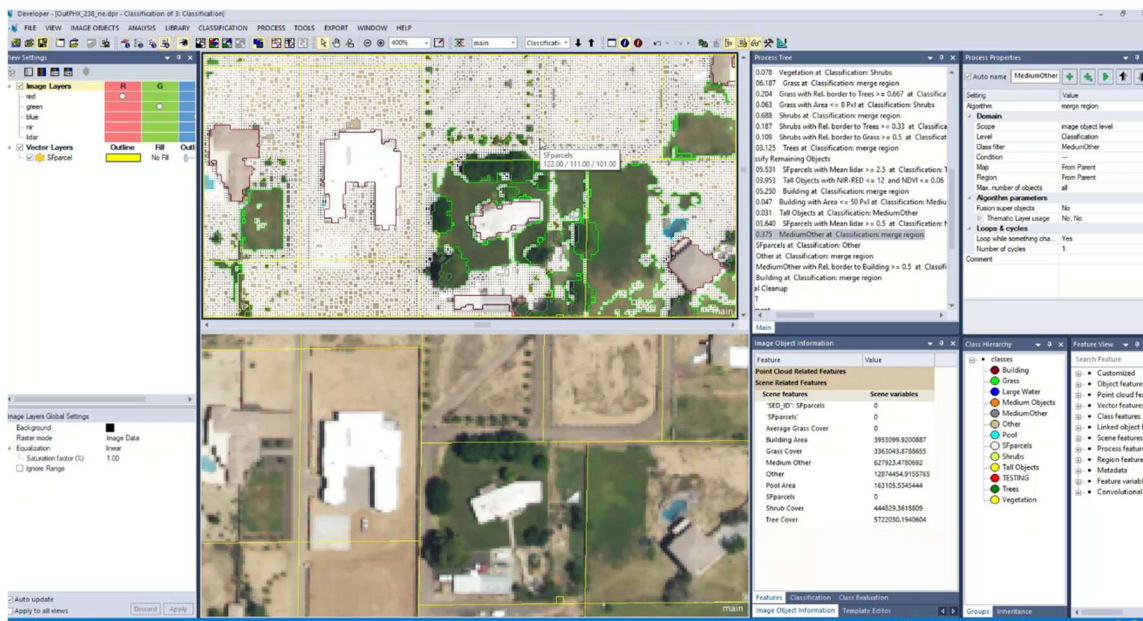 Developer - [OutPHX_238_ne.dpr - Classification of 3: Classification]
FILE VIEW IMAGE OBJECTS ANALYSIS LIBRARY CLASSIFICATION PROCESS TOOLS EXPORT WINDOW HELP
400% main Classificati-
View Settings
Image Layers R G
red
green
blue
nir
lidar
Vector Layers Outline Fill Outli
SFparcel No Fill
Image Layers Global Settings
Background
Raster mode Image Data
Equalization linear
Saturation factor (%) 1.00
Ignore Range
Auto update
Apply to all views Discard Apply
SFparcels
122.00 / 111.00 / 101.00
main
main
Process Tree
0.078 Vegetation at Classification: Shrubs
06.187 Grass at Classification: merge region
0.204 Grass with Rel. border to Trees >= 0.667 at Classifica
0.063 Grass with Area <= 8 Pxl at Classification: Shrubs
0.688 Shrubs at Classification: merge region
0.187 Shrubs with Rel. border to Trees >= 0.33 at Classifica
0.109 Shrubs with Rel. border to Grass >= 0.5 at Classificat
03.125 Trees at Classification: merge region
ssify Remaining Objects
05.531 SFparcels with Mean lidar >= 2.5 at Classification: T
03.953 Tall Objects with NIR-RED <= 12 and NDVI <= 0.06
05.250 Building at Classification: merge region
0.047 Building with Area <= 50 Pxl at Classification: Mediu
0.031 Tall Objects at Classification: MediumOther
03.640 SFparcels with Mean lidar >= 0.5 at Classification: M
0.375 MediumOther at Classification: merge region
SFparcels at Classification: Other
Other at Classification: merge region
MediumOther with Rel. border to Building >= 0.5 at Classifi
Building at Classification: merge region
al Cleanup
T
Main
Process Properties
Auto name MediumOther
Setting Value
Algorithm merge region
Domain
Scope image object level
Level Classification
Class filter MediumOther
Condition ---
Map From Parent
Region From Parent
Max. number of objects all
Algorithm parameters
Fusion super objects No
Thematic Layer usage No, No
Loops & cycles
Loop while something cha... Yes
Number of cycles 1
Comment
Image Object Information
Feature Value
Point Cloud Related Features
Scene Related Features
Scene features Scene variables
"SED_ID": SFparcels 0
'SFparcels' 0
Average Grass Cover 0
Building Area 3953099.9200887
Grass Cover 3363043.8788655
Medium Other 627923.4780692
Other 12874454.9155765
Pool Area 163105.5345444
SFparcels 0
Shrub Cover 444829.3618809
Tree Cover 5722030.1940604
Features Classification Class Evaluation
Image Object Information Template Editor
Class Hierarchy
classes
Building
Grass
Large Water
Medium Objects
MediumOther
Other
Pool
SFparcels
Shrubs
Tall Objects
TESTING
Trees
Vegetation
Groups Inheritance
Feature View
Search Feature
Customized
Object feature
Point cloud fe
Vector feature
Class features
Linked object f
Scene features
Process feature
Region feature
Metadata
Feature variabl
Convolutional